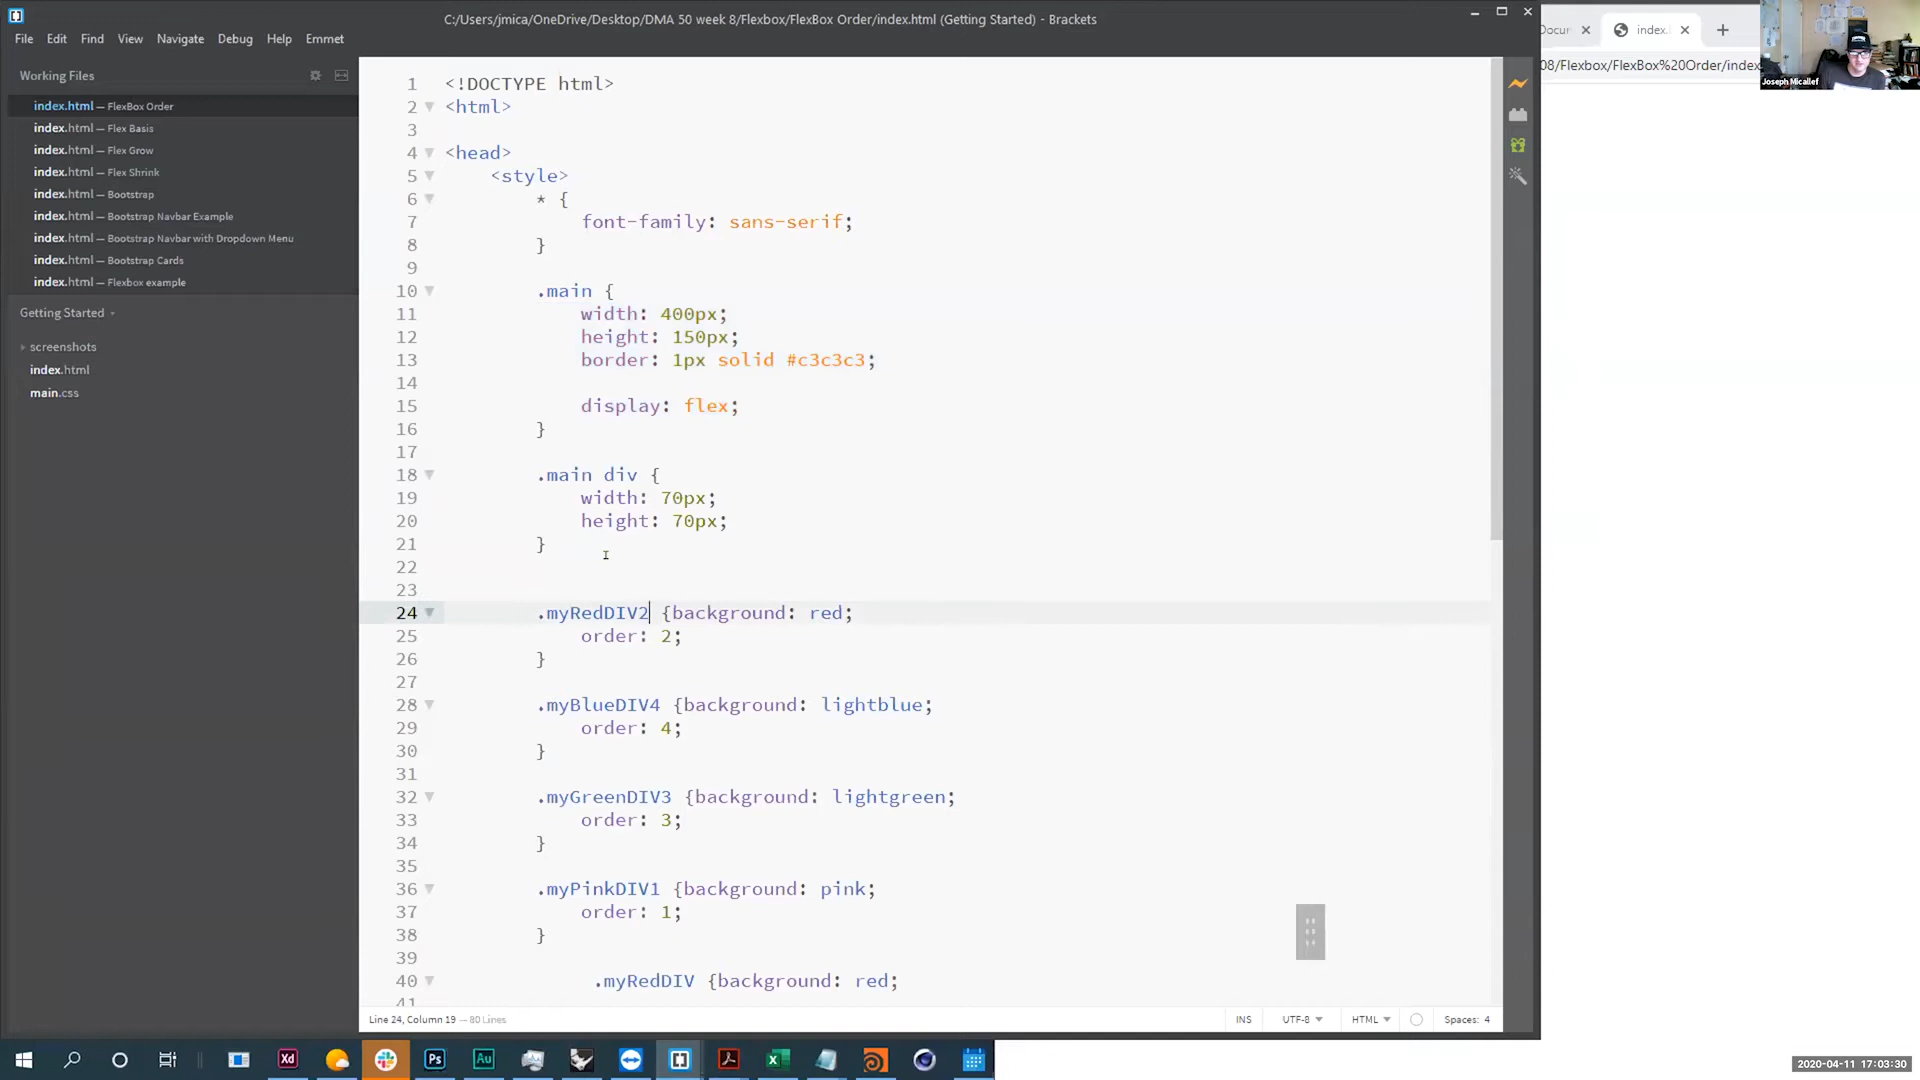 C:/Users/jmica/OneDrive/Desktop/DMA 50 week 8/Flexbox/FlexBox Order/index.html (Getting Started) - Brackets
File Edit Find View Navigate Debug Help Emmet
Working Files
index.html — FlexBox Order
index.html — Flex Basis
index.html — Flex Grow
index.html — Flex Shrink
index.html — Bootstrap
index.html — Bootstrap Navbar Example
index.html — Bootstrap Navbar with Dropdown Menu
index.html — Bootstrap Cards
index.html — Flexbox example
Getting Started
screenshots
index.html
main.css
1 <!DOCTYPE html>
2 <html>
3
4 <head>
5 <style>
6 * {
7 font-family: sans-serif;
8 }
9
10 .main {
11 width: 400px;
12 height: 150px;
13 border: 1px solid #c3c3c3;
14
15 display: flex;
16 }
17
18 .main div {
19 width: 70px;
20 height: 70px;
21 }
22
23
24 .myRedDIV2 {background: red;
25 order: 2;
26 }
27
28 .myBlueDIV4 {background: lightblue;
29 order: 4;
30 }
31
32 .myGreenDIV3 {background: lightgreen;
33 order: 3;
34 }
35
36 .myPinkDIV1 {background: pink;
37 order: 1;
38 }
39
40 .myRedDIV {background: red;
41
Line 24, Column 19 — 80 Lines
INS UTF-8 HTML Spaces: 4
Docu index.
08/Flexbox/FlexBox%20Order/index
Joseph Micallef
Xd Ps Au
2020-04-11 17:03:30